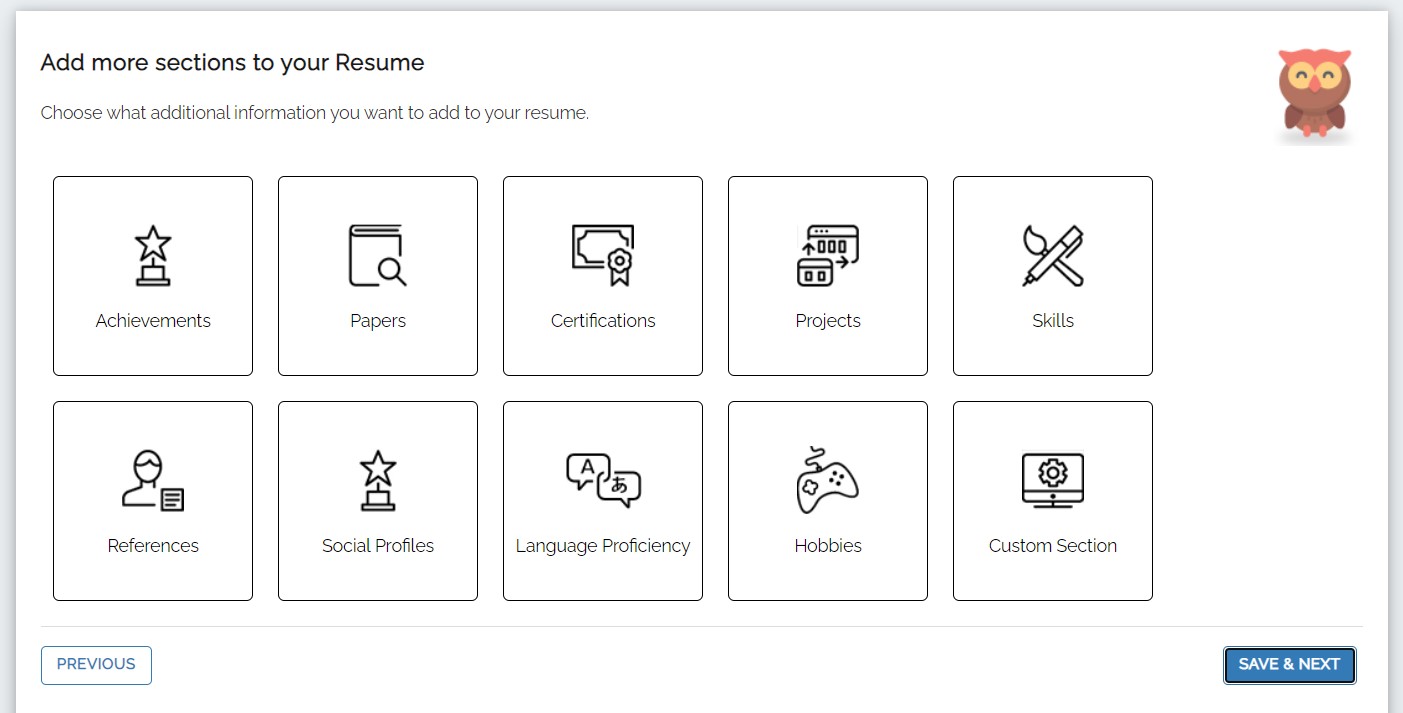 Add more sections to your Resume
Choose what additional information you want to add to your resume.
Achievements
Papers
Certifications
Projects
Skills
A
あ
References
Social Profiles
Language Proficiency
Hobbies
Custom Section
PREVIOUS
SAVE & NEXT